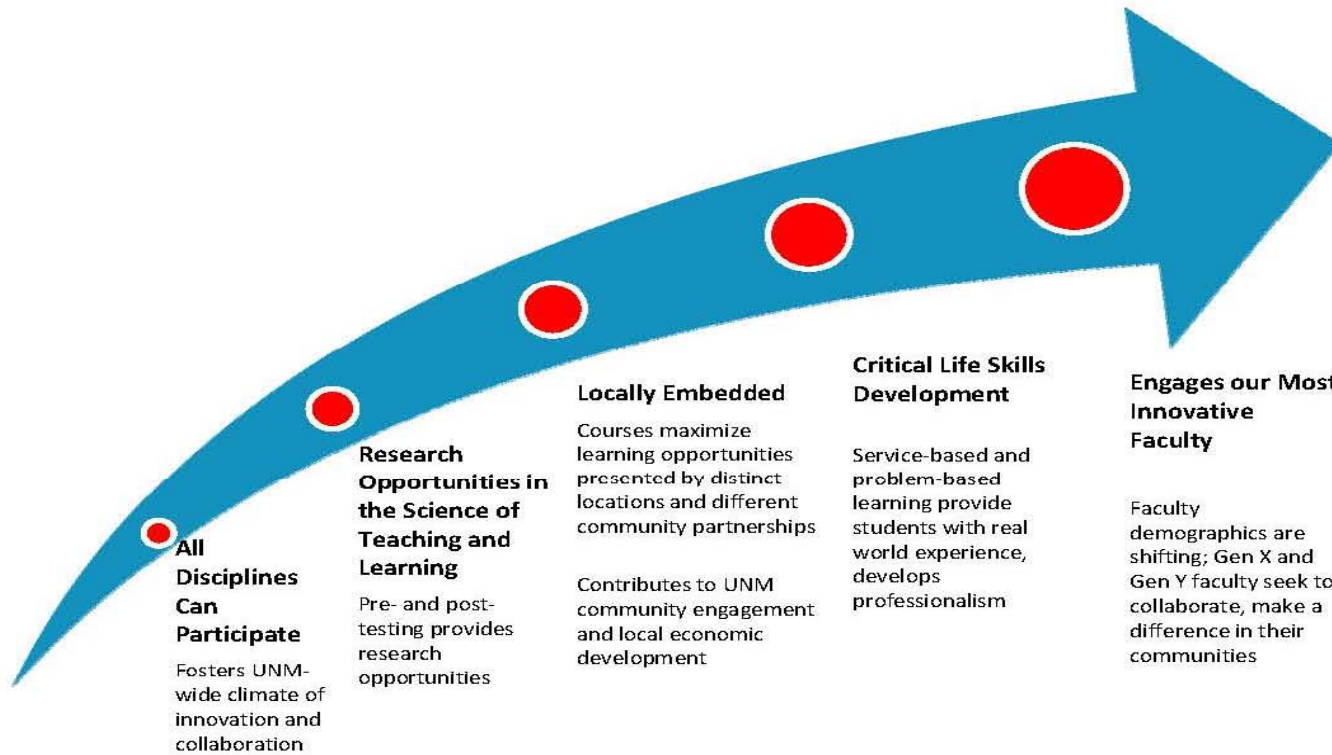 All
Disciplines
Can
Participate
Fosters UNM-
wide climate of
innovation and
collaboration
Research
Opportunities in
the Science of
Teaching and
Learning
Pre- and post-
testing provides
research
opportunities
Locally Embedded
Courses maximize
learning opportunities
presented by distinct
locations and different
community partnerships
Contributes to UNM
community engagement
and local economic
development
Critical Life Skills
Development
Service-based and
problem-based
learning provide
students with real
world experience,
develops
professionalism
Engages our Most
Innovative
Faculty
Faculty
demographics are
shifting; Gen X and
Gen Y faculty seek to
collaborate, make a
difference in their
communities